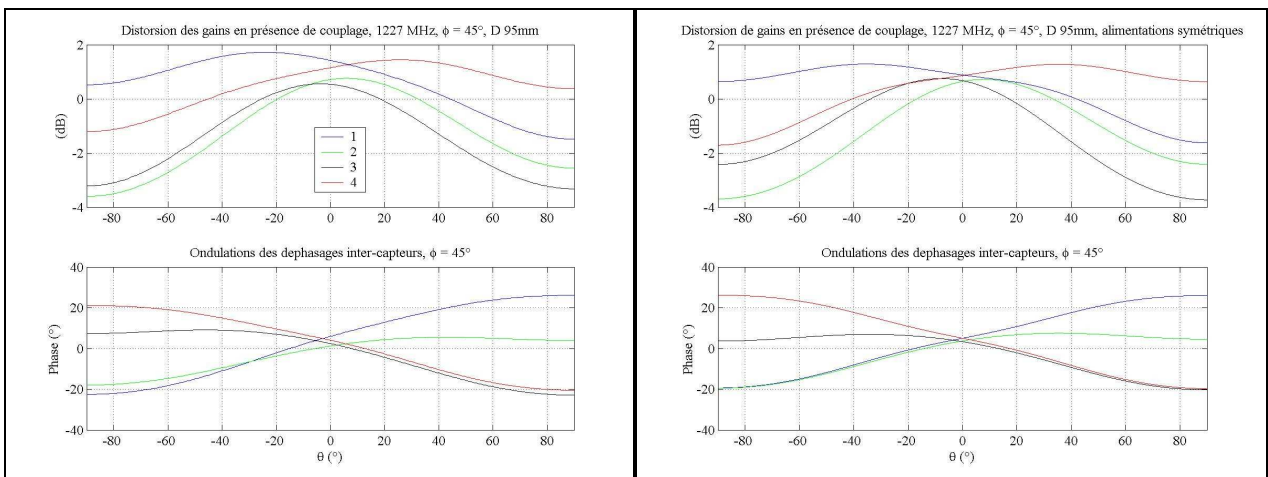 Distorsion des gains en présence de couplage, 1227 MHz, ϕ = 45°, D 95mm
2
0
-2
-4
(dB)
1
2
3
4
-80 -60 -40 -20 0 20 40 60 80
Ondulations des dephasages inter-capteurs, ϕ = 45°
40
20
0
-20
-40
Phase (°)
-80 -60 -40 -20 0 20 40 60 80
θ (°)
Distorsion de gains en présence de couplage, 1227 MHz, ϕ = 45°, D 95mm, alimentations symétriques
2
0
-2
-4
(dB)
-80 -60 -40 -20 0 20 40 60 80
Ondulations des dephasages inter-capteurs, ϕ = 45°
40
20
0
-20
-40
Phase (°)
-80 -60 -40 -20 0 20 40 60 80
θ (°)